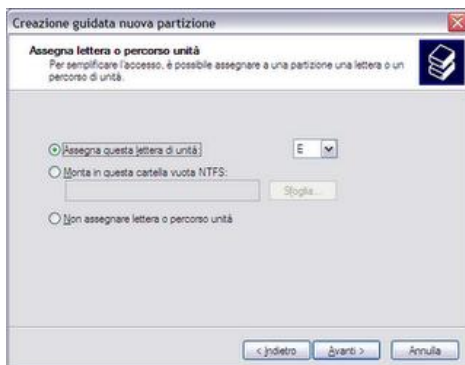 Creazione guidata nuova partizione
Assegna lettera o percorso unità
Per semplificare l'accesso, è possibile assegnare a una partizione una lettera o un
percorso di unità.
Assegna questa lettera di unità:
E
Monta in questa cartella vuota NTFS:
Sfoglia...
Non assegnare lettera o percorso unità
< Indietro
Avanti >
Annulla